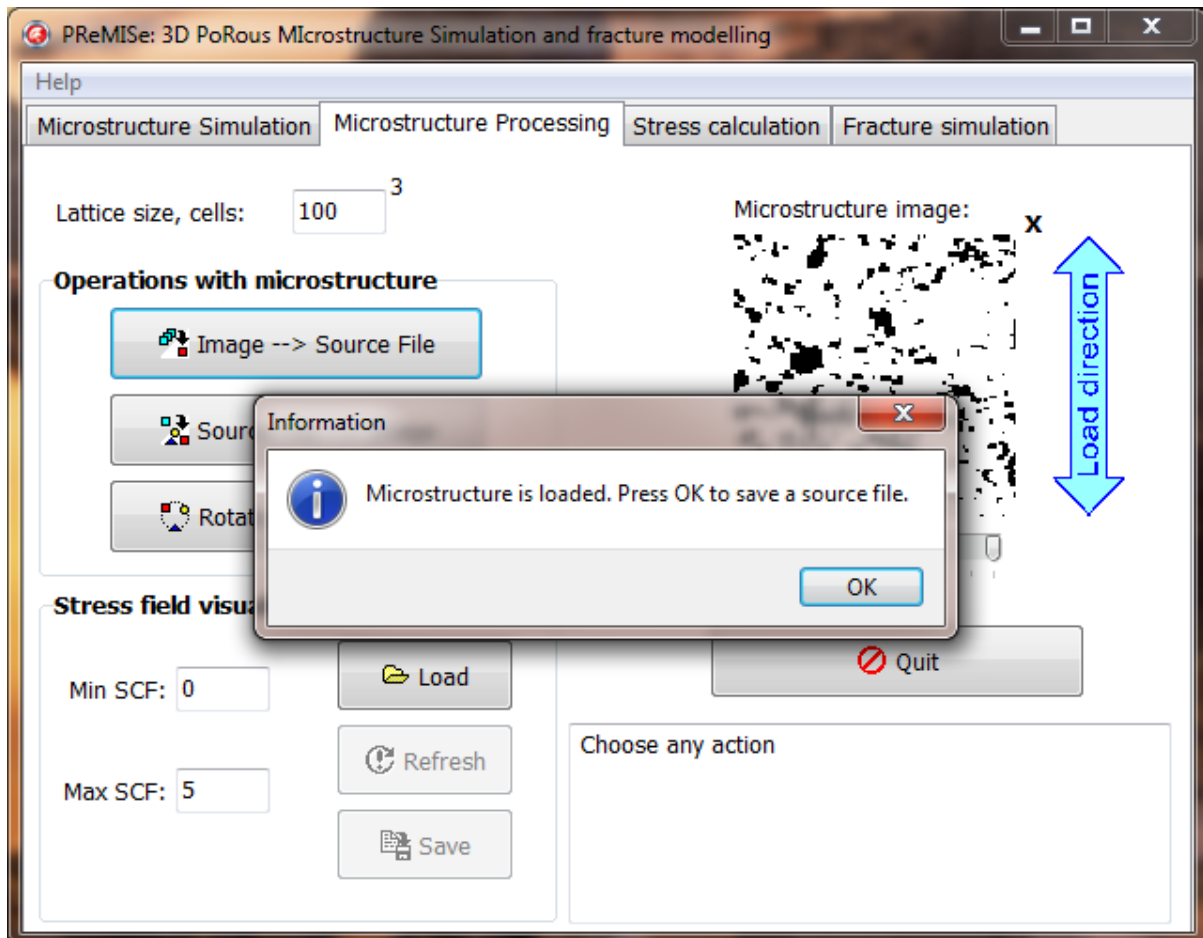 PReMISe: 3D PoRous MIcrostructure Simulation and fracture modelling
Help
Microstructure Simulation Microstructure Processing Stress calculation Fracture simulation
Lattice size, cells: 100 3
Microstructure image:
x
Load direction
Operations with microstructure
Image --> Source File
Information
Microstructure is loaded. Press OK to save a source file.
OK
Stress field
Min SCF: 0
Load
Quit
Refresh
Choose any action
Max SCF: 5
Save